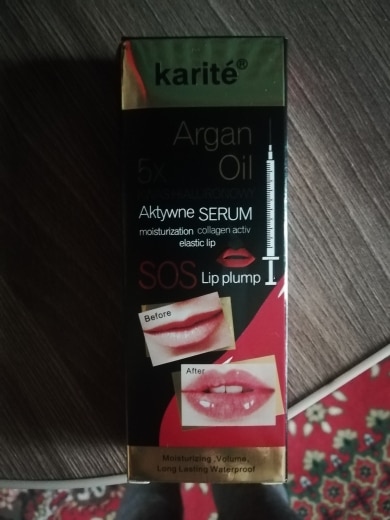 karité®
Argan
5x Oil
Aktywne SERUM
moisturization collagen activ
elastic lip
SOS Lip plump
Before
After
Moisturizing ,Volume,
Long Lasting Waterproof